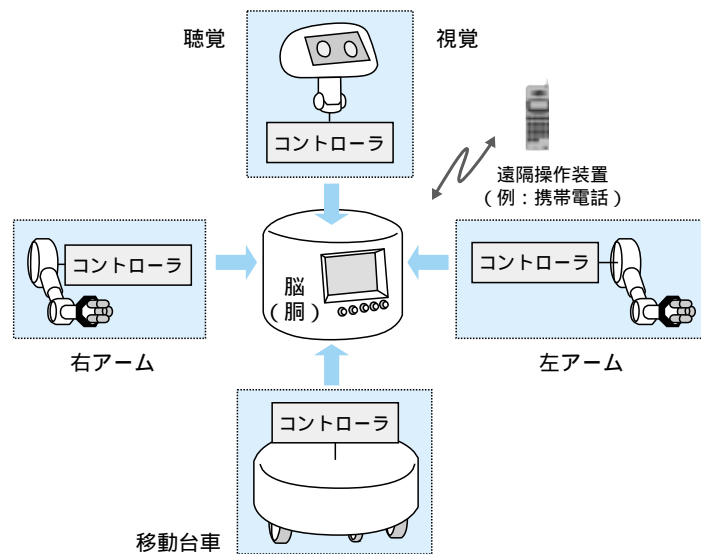 聴覚
視覚
コントローラ
遠隔操作装置
（例：携帯電話）
コントローラ
コントローラ
脳
（胴）
右アーム
左アーム
コントローラ
移動台車